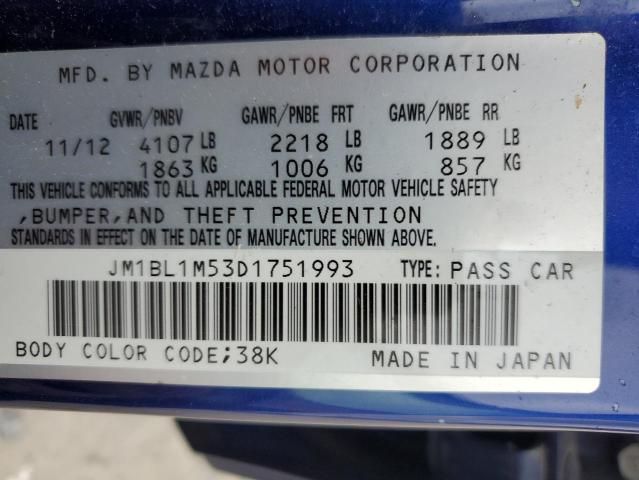 MFD. BY MAZDA MOTOR CORPORATION
DATE GVWR/PNBV GAWR/PNBE FRT GAWR/PNBE RR
11/12 4107 LB 2218 LB 1889 LB
1863 KG 1006 KG 857 KG
THIS VEHICLE CONFORMS TO ALL APPLICABLE FEDERAL MOTOR VEHICLE SAFETY
,BUMPER,AND THEFT PREVENTION
STANDARDS IN EFFECT ON THE DATE OF MANUFACTURE SHOWN ABOVE.
JM1BL1M53D1751993 TYPE: PASS CAR
BODY COLOR CODE;38K MADE IN JAPAN